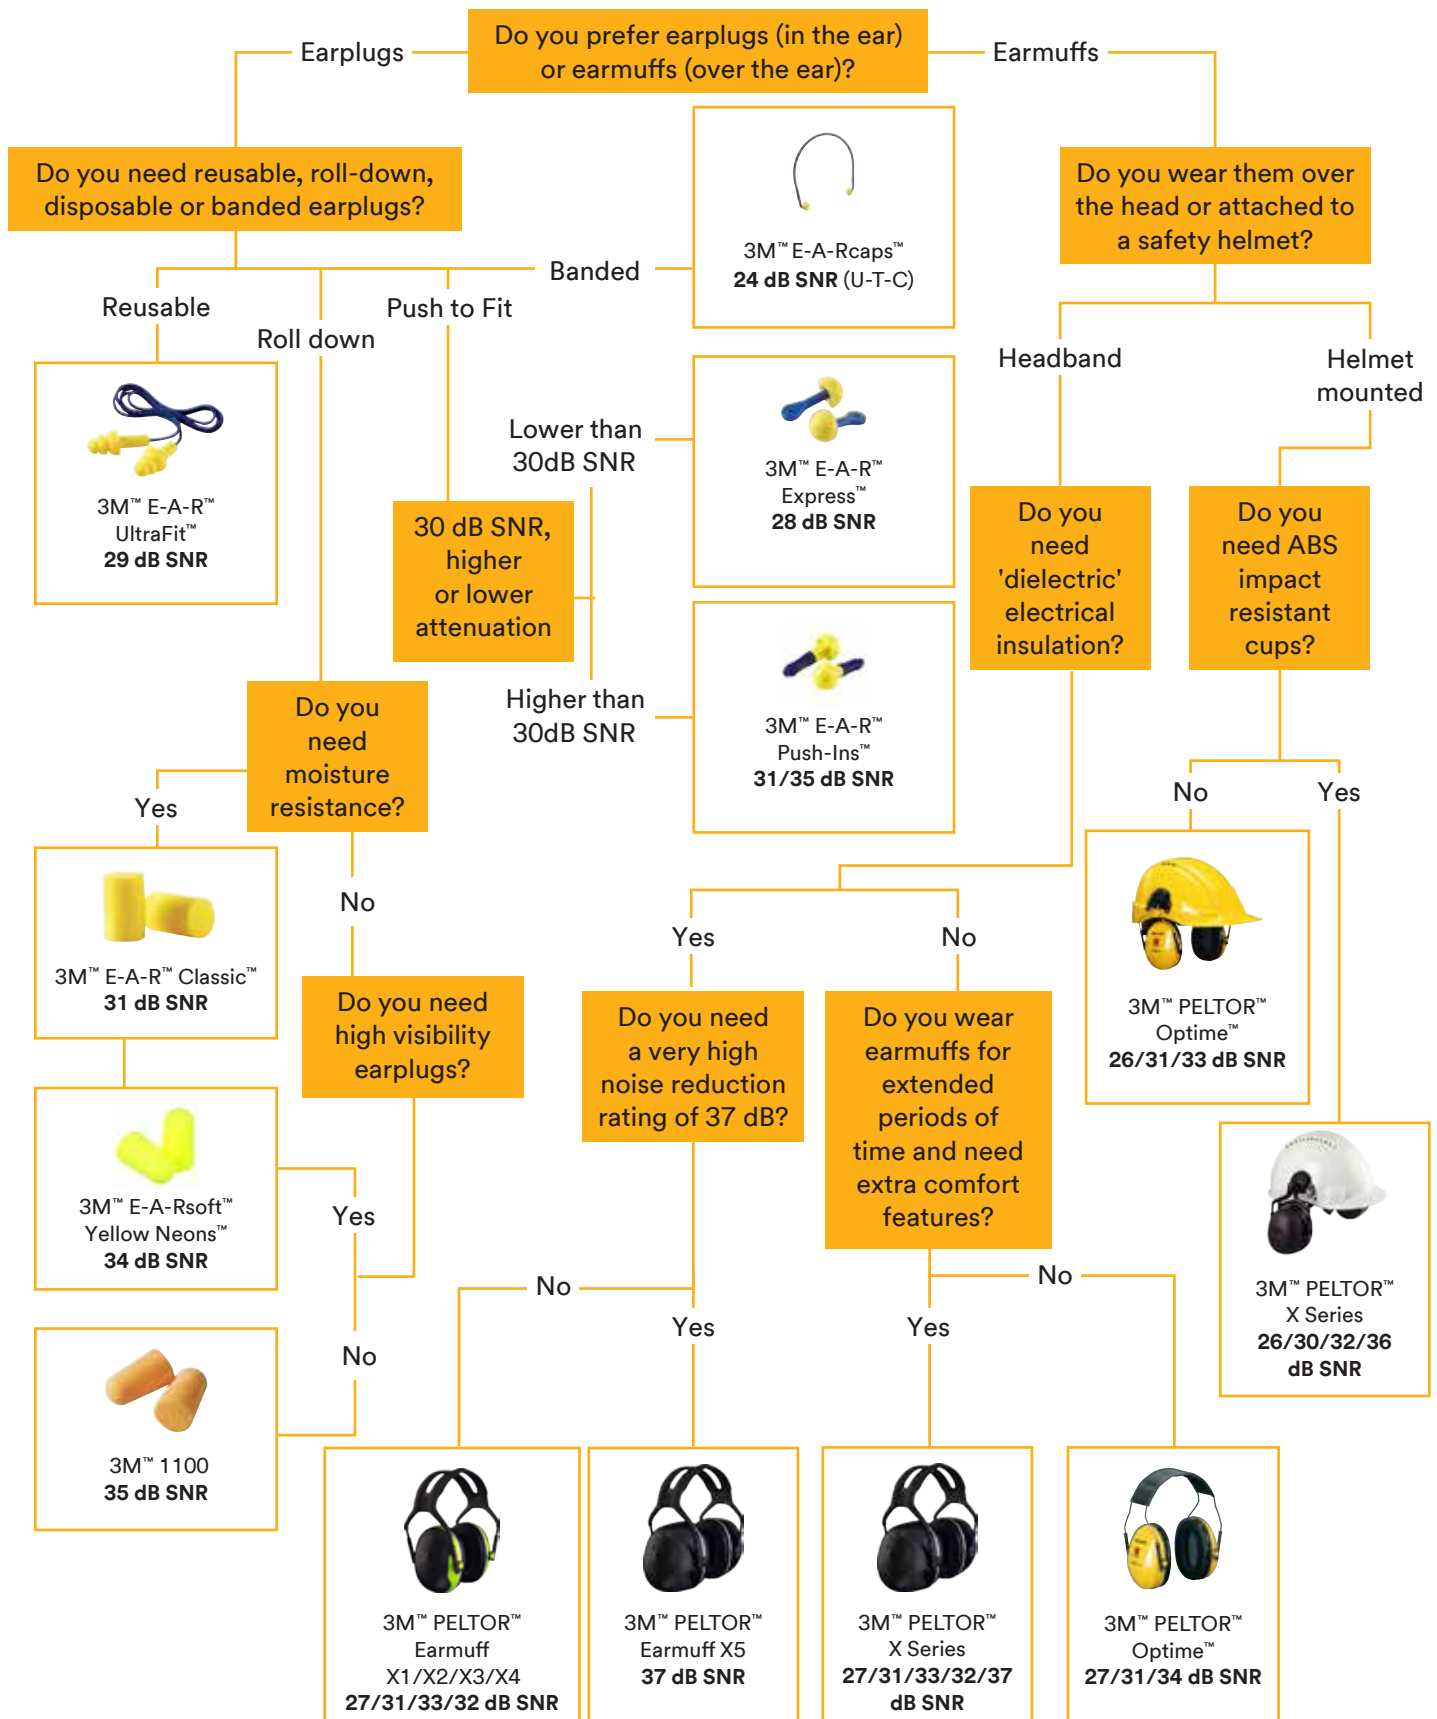 Do you prefer earplugs (in the ear)
or earmuffs (over the ear)?
Earplugs
Earmuffs
Do you need reusable, roll-down,
disposable or banded earplugs?
Reusable
Roll down
Push to Fit
Banded
3M™ E-A-Rcaps™
24 dB SNR (U-T-C)
Do you wear them over
the head or attached to
a safety helmet?
Headband
Helmet
mounted
3M™ E-A-R™
UltraFit™
29 dB SNR
30 dB SNR,
higher
or lower
attenuation
Lower than
30dB SNR
3M™ E-A-R™
Express™
28 dB SNR
Higher than
30dB SNR
3M™ E-A-R™
Push-Ins™
31/35 dB SNR
Do you
need
'dielectric'
electrical
insulation?
Do you
need ABS
impact
resistant
cups?
Do you
need
moisture
resistance?
Yes
No
3M™ E-A-R™ Classic™
31 dB SNR
Do you need
high visibility
earplugs?
3M™ E-A-Rsoft™
Yellow Neons™
34 dB SNR
Yes
No
3M™ 1100
35 dB SNR
Yes
No
Do you need
a very high
noise reduction
rating of 37 dB?
Do you wear
earmuffs for
extended
periods of
time and need
extra comfort
features?
No
Yes
3M™ PELTOR™
Optime™
26/31/33 dB SNR
3M™ PELTOR™
X Series
26/30/32/36
dB SNR
No
Yes
Yes
No
3M™ PELTOR™
Earmuff
X1/X2/X3/X4
27/31/33/32 dB SNR
3M™ PELTOR™
Earmuff X5
37 dB SNR
3M™ PELTOR™
X Series
27/31/33/32/37
dB SNR
3M™ PELTOR™
Optime™
27/31/34 dB SNR